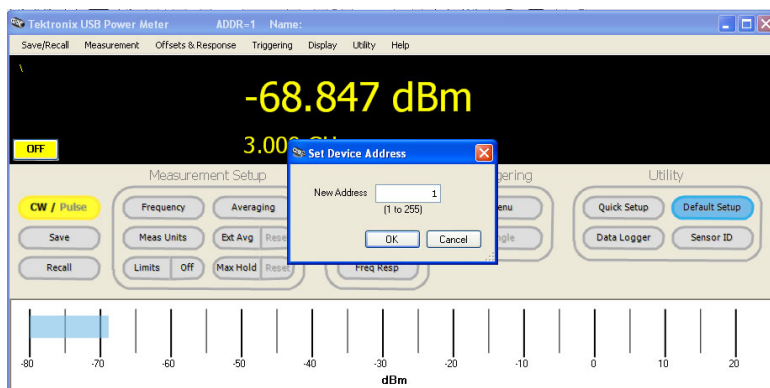 Tektronix USB Power Meter ADDR=1 Name:
Save/Recall Measurement Offsets & Response Triggering Display Utility Help
\
-68.847 dBm
OFF
3.00
Set Device Address
New Address 1
(1 to 255)
OK Cancel
Measurement Setup
Utility
CW / Pulse Frequency Averaging Quick Setup Default Setup
Save Meas Units Ext Avg Data Logger Sensor ID
Recall Limits Off Max Hold Reset Freq Resp
-80 -70 -60 -50 -40 -30 -20 -10 0 10 20
dBm